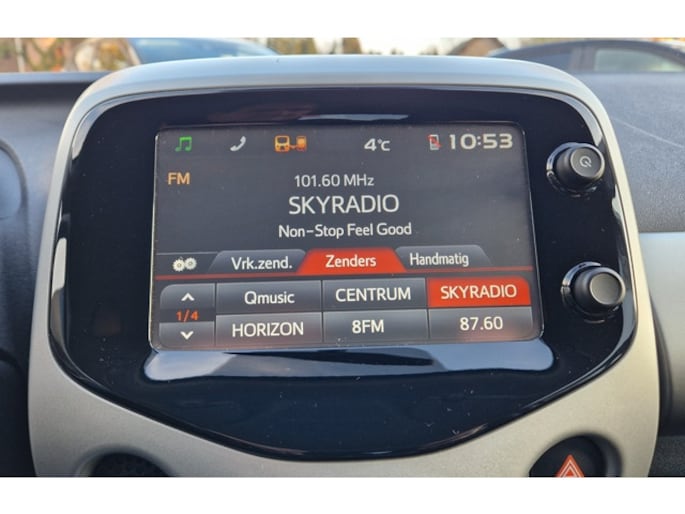 4°C 10:53
FM 101.60 MHz
SKYRADIO
Non-Stop Feel Good
Vrk.zend. Zenders Handmatig
Qmusic CENTRUM SKYRADIO
1/4
HORIZON 8FM 87.60